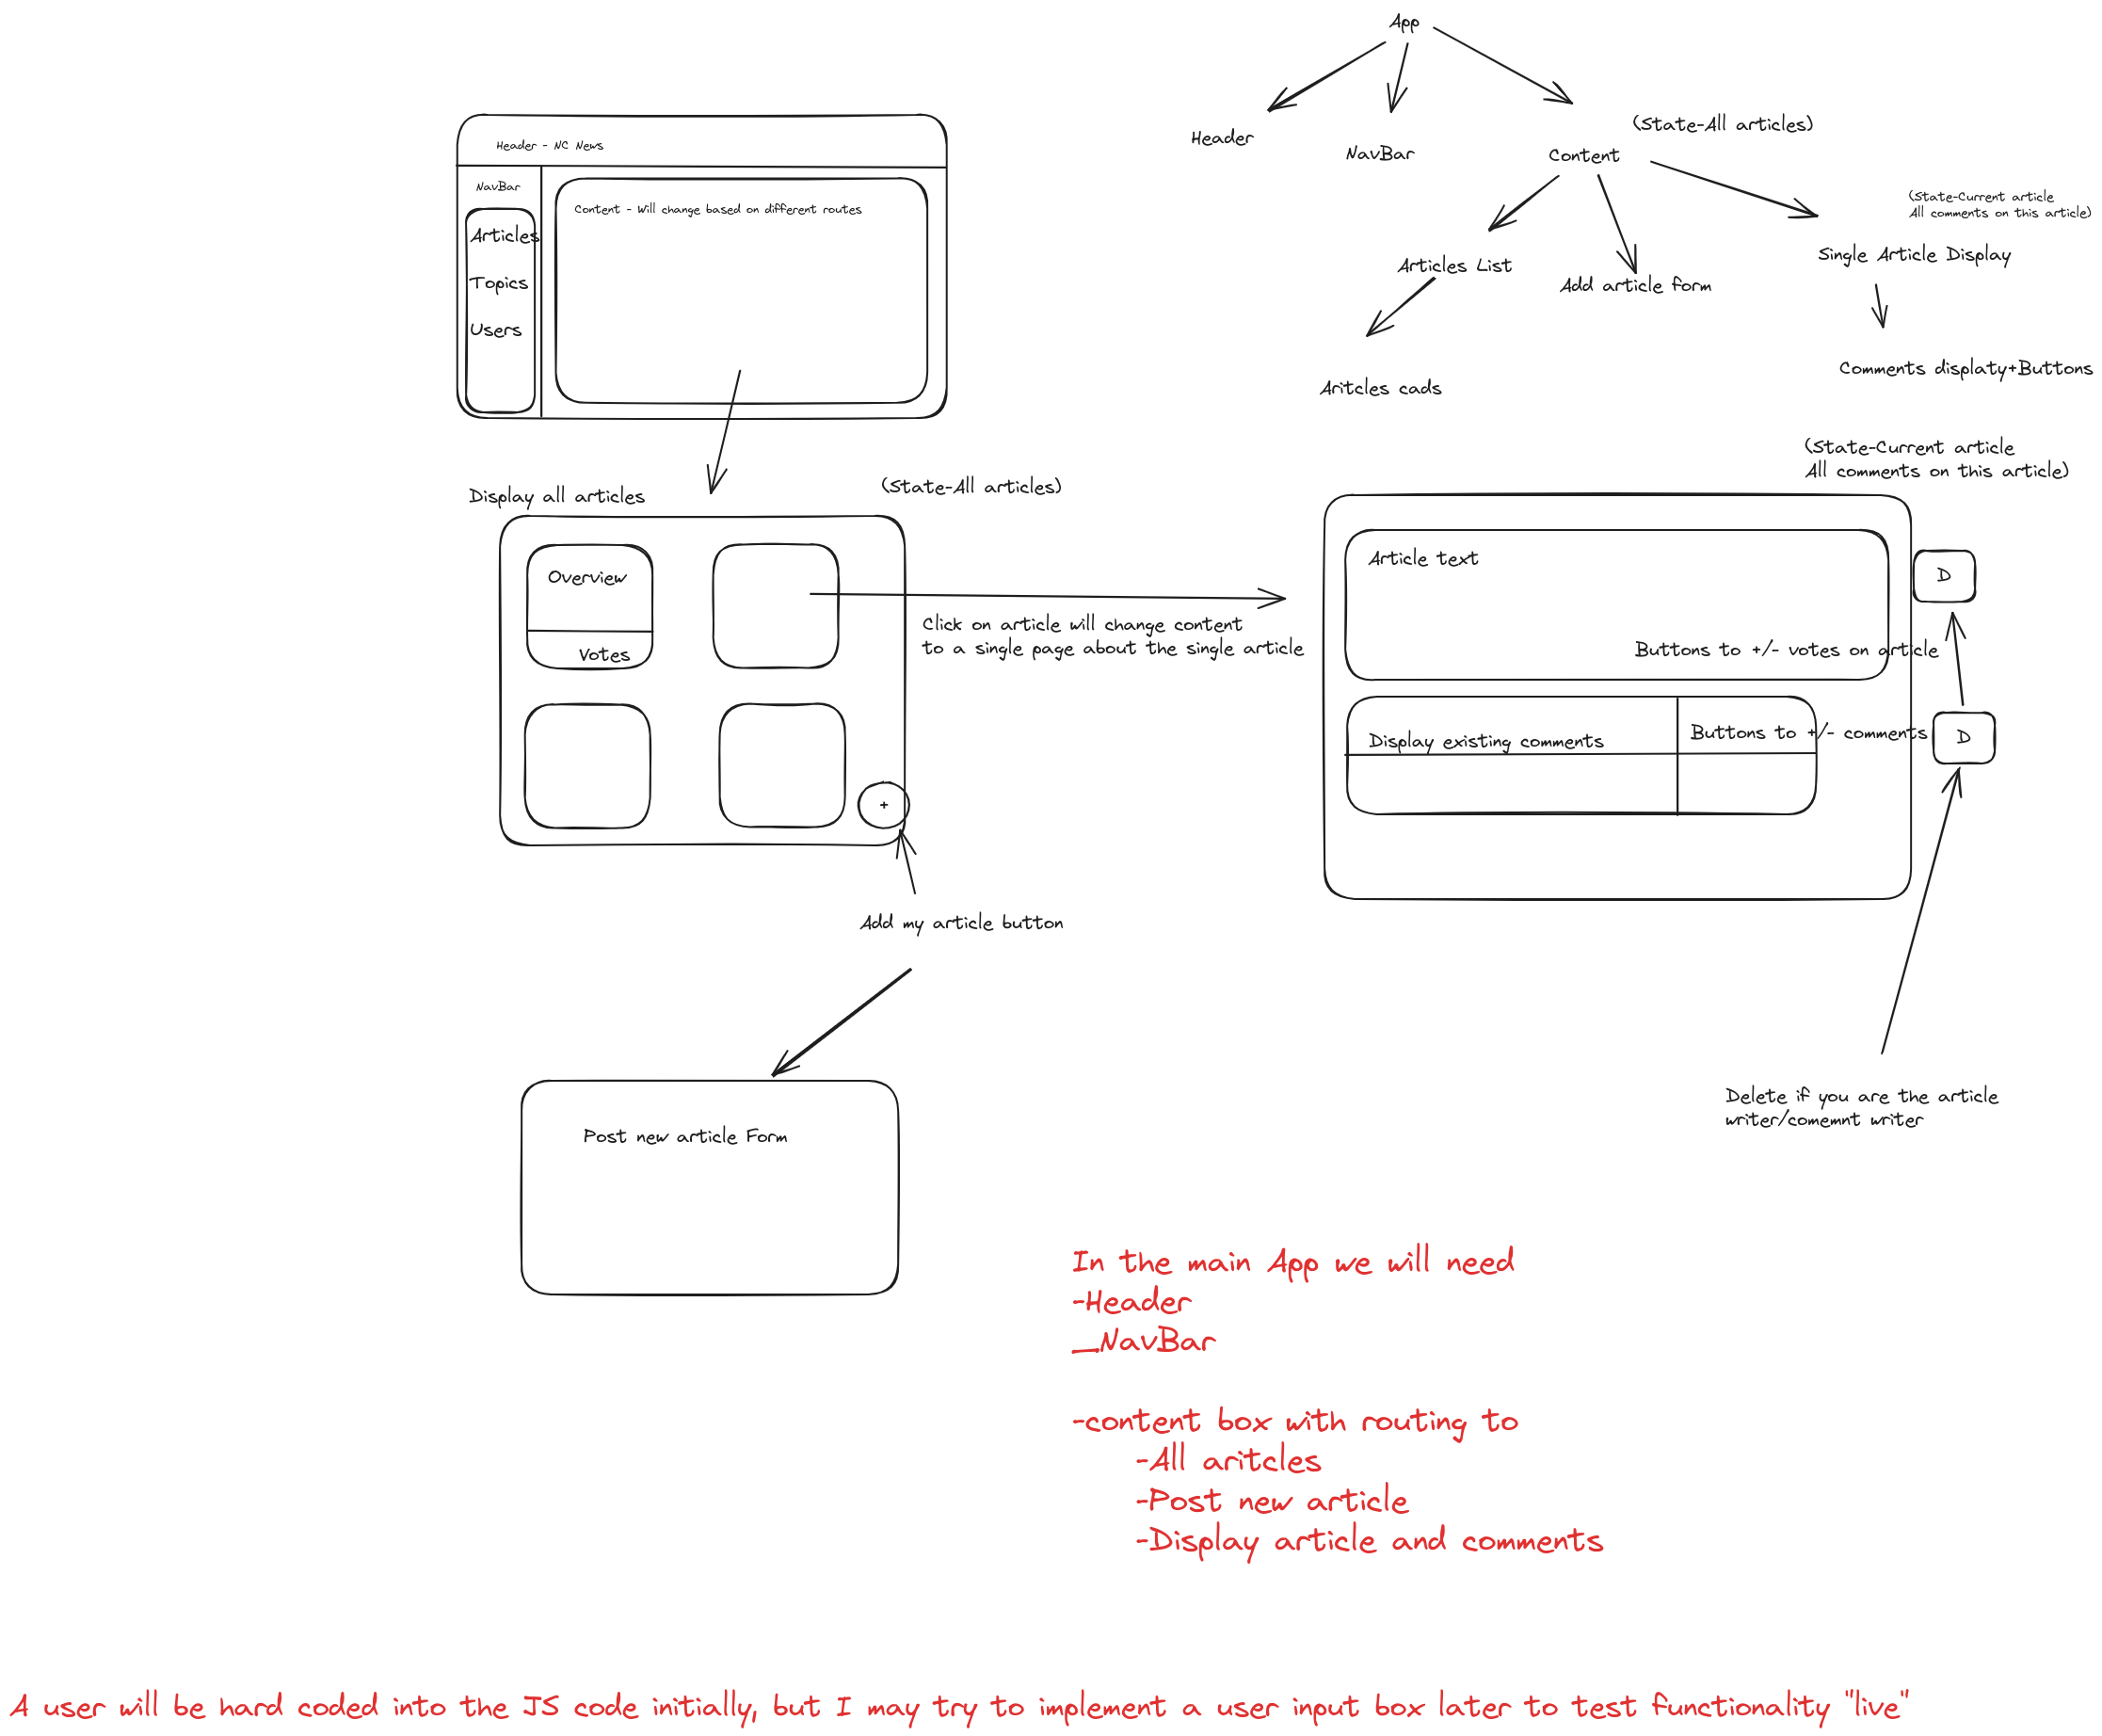 App
Header
NavBar
(State-All articles)
Content
(State-Current article
All comments on this article)
Articles List
Add article form
Single Article Display
Aritcles cads
Comments displaty+Buttons
Header - NC News
NavBar
Articles
Topics
Users
Content - Will change based on different routes
Display all articles
(State-All articles)
Overview
Votes
+
Click on article will change content
to a single page about the single article
(State-Current article
All comments on this article)
Article text
Buttons to +/- votes on article
D
Display existing comments
Buttons to +/- comments
D
Add my article button
Delete if you are the article
writer/comemnt writer
Post new article Form
In the main App we will need
-Header
_NavBar
-content box with routing to
-All aritcles
-Post new article
-Display article and comments
A user will be hard coded into the JS code initially, but I may try to implement a user input box later to test functionality "live"